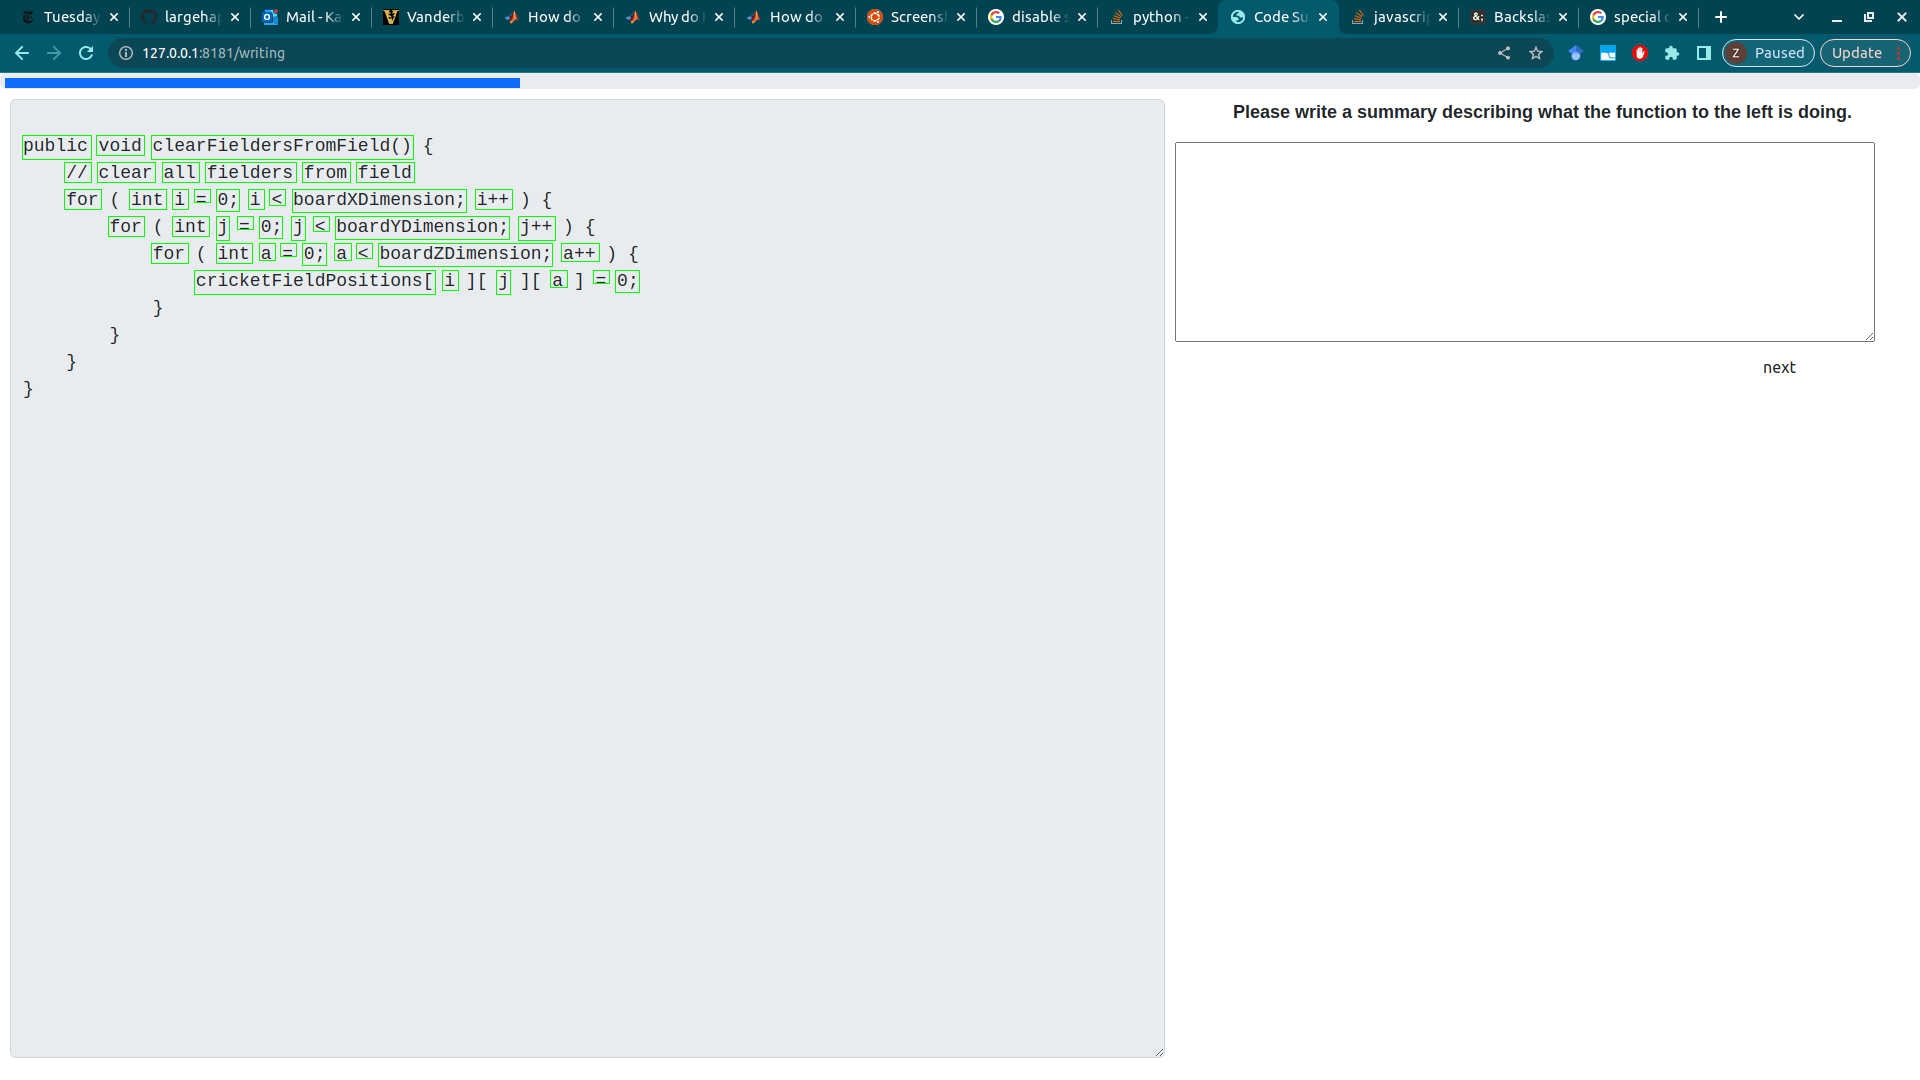 Tuesday largeha Mail - Ka Vanderb How do Why do How do Screens disable s python - Code Su javascri Backsla special c
127.0.0.1:8181/writing Z Paused Update
Please write a summary describing what the function to the left is doing.
public void clearFieldersFromField() {
// clear all fielders from field
for ( int i = 0; i < boardXDimension; i++ ) {
for ( int j = 0; j < boardYDimension; j++ ) {
for ( int a = 0; a < boardZDimension; a++ ) {
cricketFieldPositions[ i ][ j ][ a ] = 0;
}
}
}
}
next